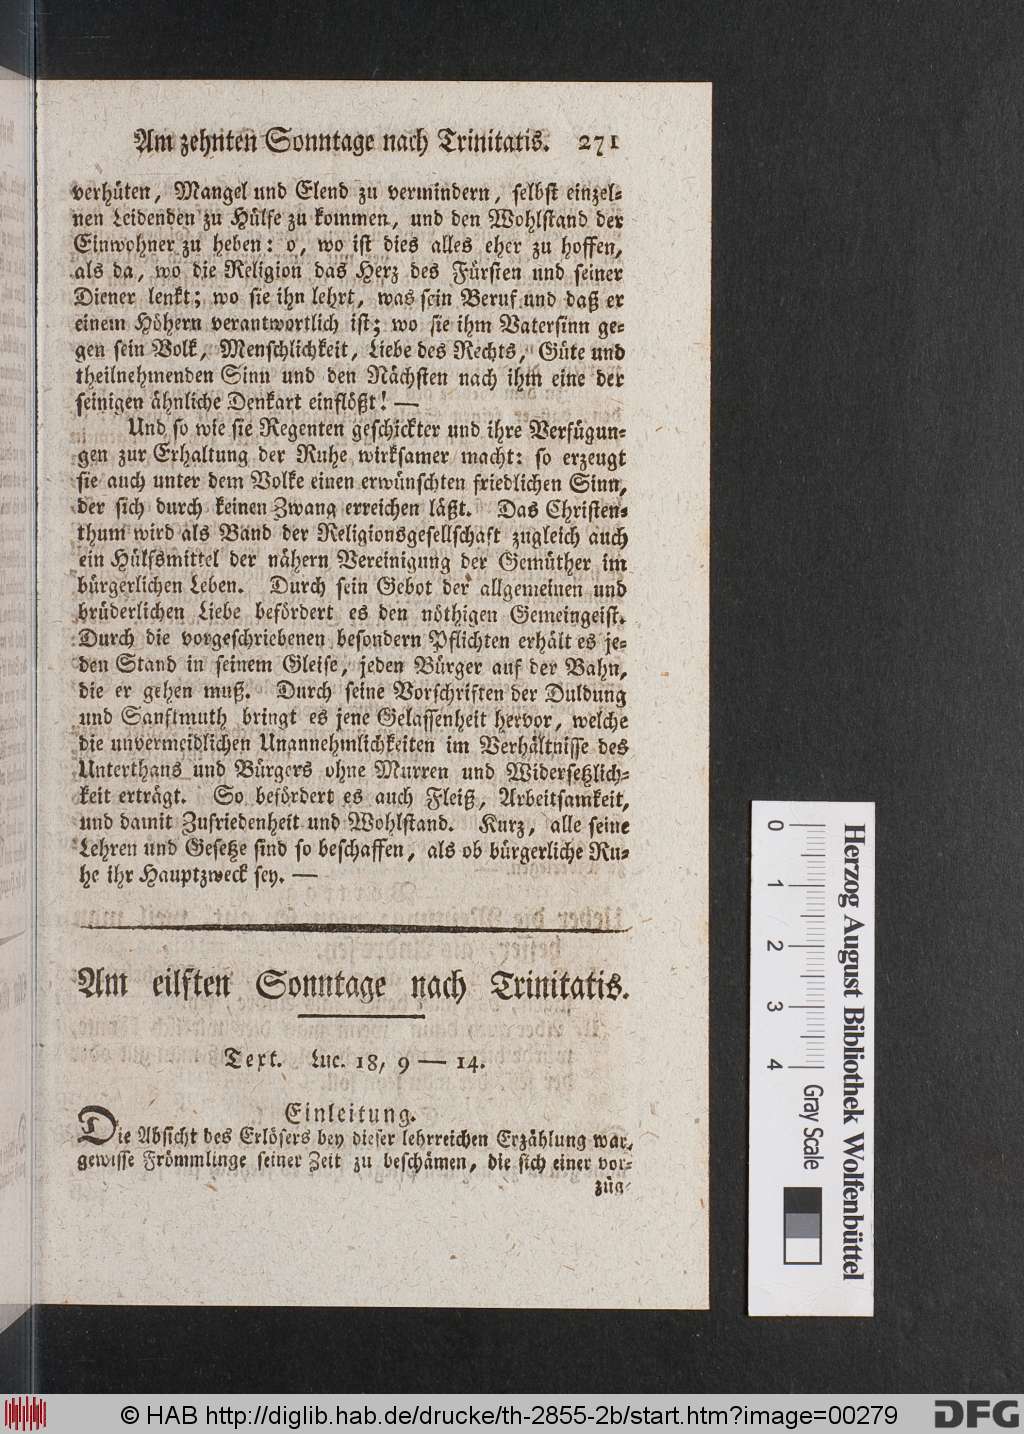 Am zehnten Sonntage nach Trinitatis. 271
verhüten, Mangel und Elend zu vermindern, selbst einzel-
nen Leidenden zu Hülfe zu kommen, und den Wohlstand der
Einwohner zu heben: o, wo ist dies alles eher zu hoffen,
als da, wo die Religion das Herz des Fürsten und seiner
Diener lenkt; wo sie ihn lehrt, was sein Beruf und daß er
einem Höhern verantwortlich ist; wo sie ihm Vatersinn ge-
gen sein Volk, Menschlichkeit, Liebe des Rechts, Güte und
theilnehmenden Sinn und den Nächsten nach ihm eine der
seinigen ähnliche Denkart einflößt! —
Und so wie sie Regenten geschickter und ihre Verfügun-
gen zur Erhaltung der Ruhe wirksamer macht: so erzeugt
sie auch unter dem Volke einen erwünschten friedlichen Sinn,
der sich durch keinen Zwang erreichen läßt. Das Christen-
thum wird als Band der Religionsgesellschaft zugleich auch
ein Hülfsmittel der nähern Vereinigung der Gemüther im
bürgerlichen Leben. Durch sein Gebot der allgemeinen und
brüderlichen Liebe befördert es den nöthigen Gemeingeist.
Durch die vorgeschriebenen besondern Pflichten erhält es je-
den Stand in seinem Gleise, jeden Bürger auf der Bahn,
die er gehen muß. Durch seine Vorschriften der Duldung
und Sanftmuth bringt es jene Gelassenheit hervor, welche
die unvermeidlichen Unannehmlichkeiten im Verhältnisse des
Unterthans und Bürgers ohne Murren und Widersetzlich-
keit erträgt. So befördert es auch Fleiß, Arbeitsamkeit,
und damit Zufriedenheit und Wohlstand. Kurz, alle seine
Lehren und Gesetze sind so beschaffen, als ob bürgerliche Ru-
he ihr Hauptzweck sey. —
Am eilften Sonntage nach Trinitatis.
Text. Luc. 18, 9 — 14.
Einleitung.
Die Absicht des Erlösers bey dieser lehrreichen Erzählung war,
gewisse Frömmlinge seiner Zeit zu beschämen, die sich einer vor-
züg-
0 1 2 3 4
Gray Scale
Herzog August Bibliothek Wolfenbüttel
© HAB http://diglib.hab.de/drucke/th-2855-2b/start.htm?image=00279
DFG